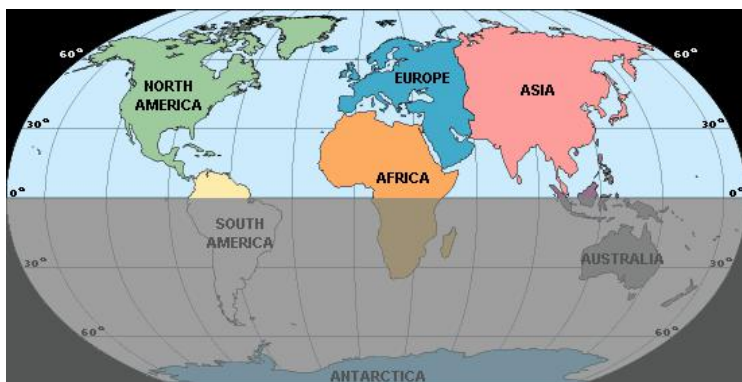 60° 60°
NORTH
AMERICA
EUROPE
ASIA
30° 30°
AFRICA
0° 0°
SOUTH
AMERICA
AUSTRALIA
30° 30°
60° 60°
ANTARCTICA